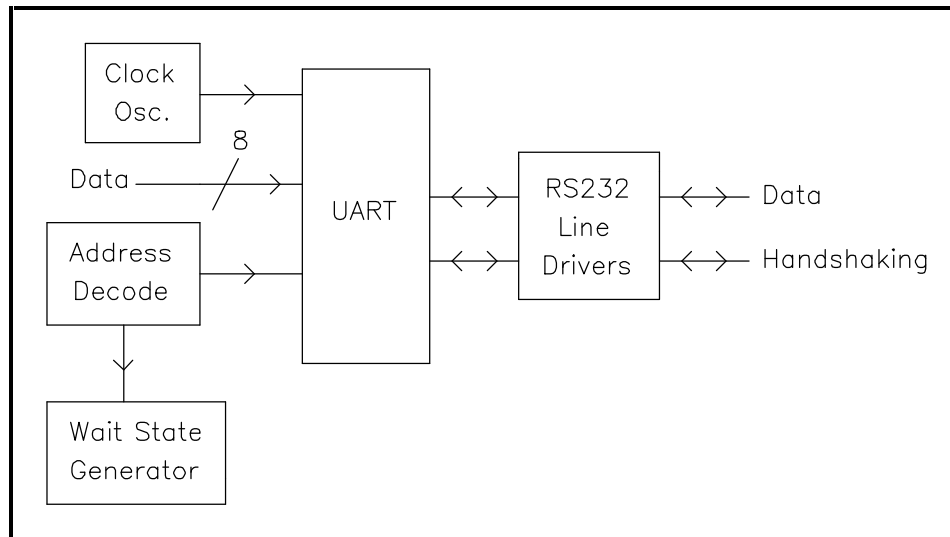 Clock
Osc.
8
Data
Address
Decode
Wait State
Generator
UART
RS232
Line
Drivers
Data
Handshaking